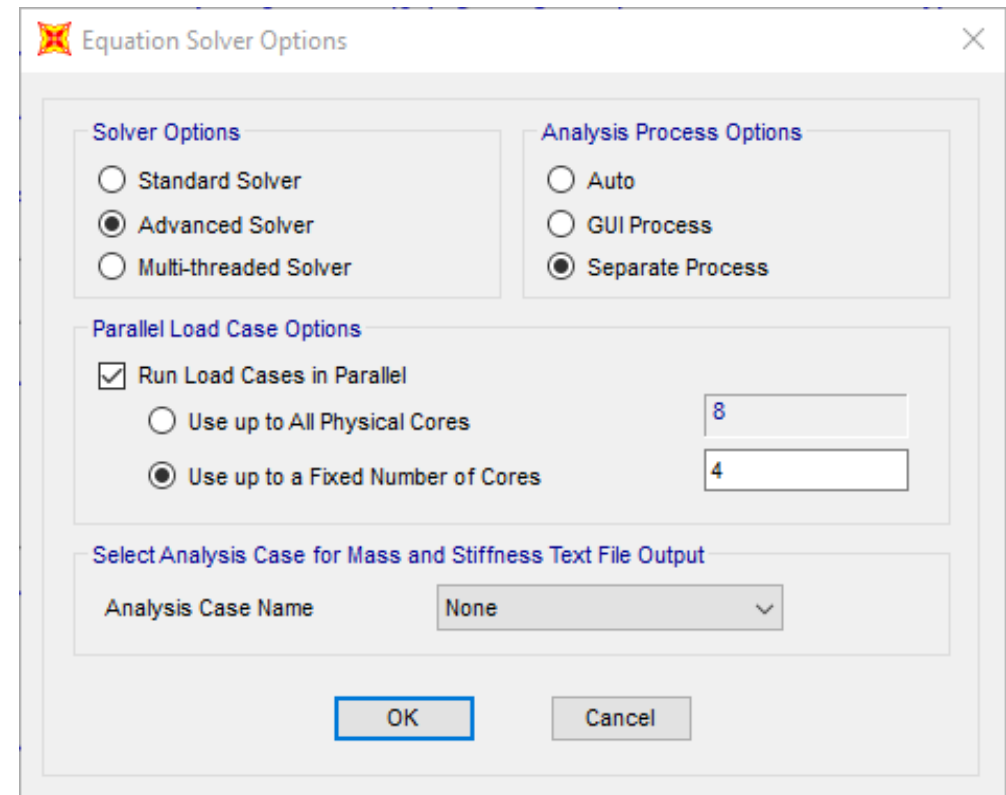 Equation Solver Options
Solver Options
Standard Solver
Advanced Solver
Multi-threaded Solver
Analysis Process Options
Auto
GUI Process
Separate Process
Parallel Load Case Options
Run Load Cases in Parallel
Use up to All Physical Cores 8
Use up to a Fixed Number of Cores 4
Select Analysis Case for Mass and Stiffness Text File Output
Analysis Case Name None
OK Cancel